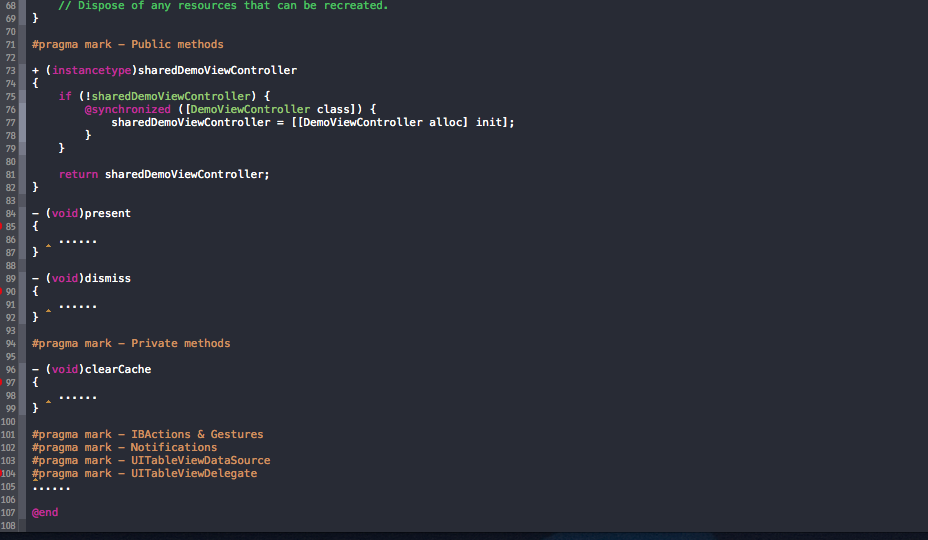 68 // Dispose of any resources that can be recreated.
69 }
70
71 #pragma mark – Public methods
72
73 + (instancetype)sharedDemoViewController
74 {
75     if (!sharedDemoViewController) {
76         @synchronized ([DemoViewController class]) {
77             sharedDemoViewController = [[DemoViewController alloc] init];
78         }
79     }
80
81     return sharedDemoViewController;
82 }
83
84 – (void)present
85 {
86     ......
87 }
88
89 – (void)dismiss
90 {
91     ......
92 }
93
94 #pragma mark – Private methods
95
96 – (void)clearCache
97 {
98     ......
99 }
100
101 #pragma mark – IBActions & Gestures
102 #pragma mark – Notifications
103 #pragma mark – UITableViewDataSource
104 #pragma mark – UITableViewDelegate
105 ......
106
107 @end
108